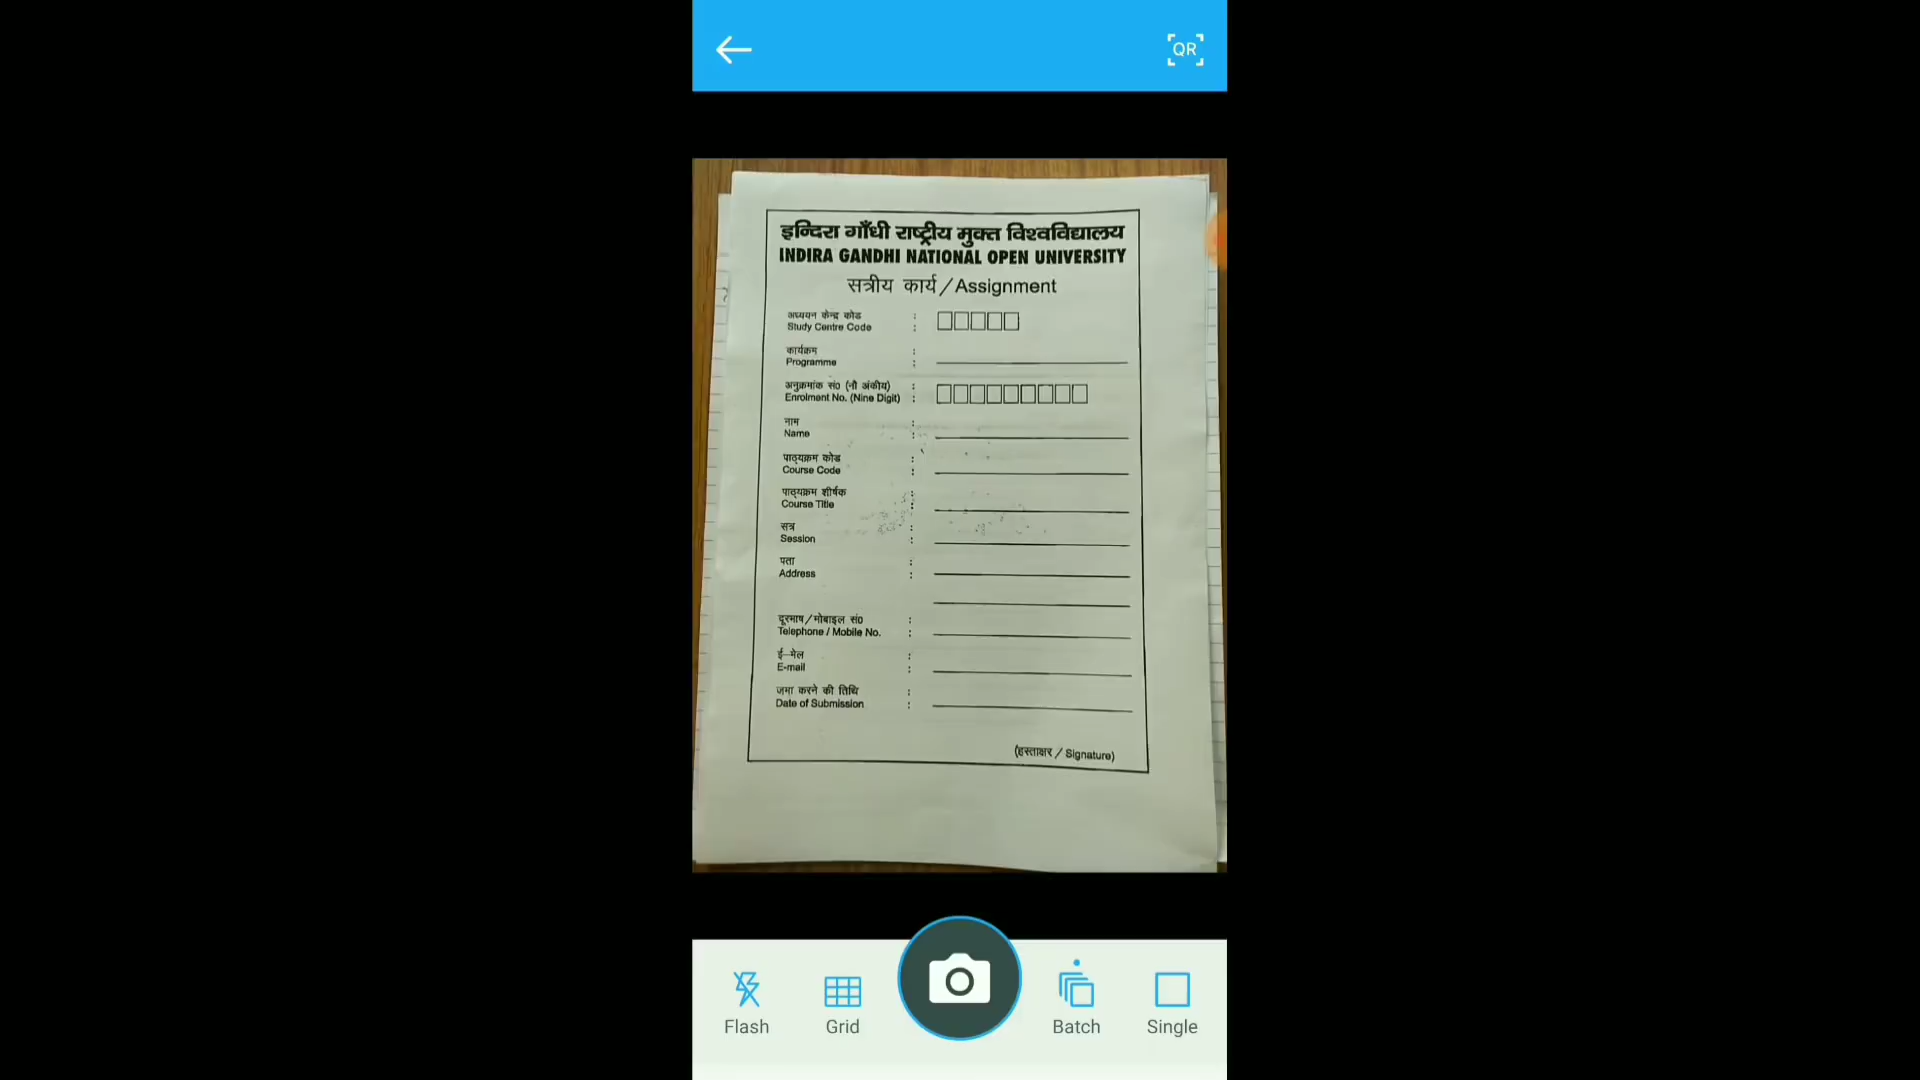 QR
इन्दिरा गाँधी राष्ट्रीय मुक्त विश्वविद्यालय
INDIRA GANDHI NATIONAL OPEN UNIVERSITY
सत्रीय कार्य/Assignment
अध्ययन केन्द्र कोड :
Study Centre Code :
कार्यक्रम :
Programme :
अनुक्रमांक सं० (नौ अंकीय) :
Enrolment No. (Nine Digit) :
नाम :
Name :
पाठ्यक्रम कोड :
Course Code :
पाठ्यक्रम शीर्षक :
Course Title :
सत्र :
Session :
पता :
Address :
दूरभाष/मोबाइल सं० :
Telephone / Mobile No. :
ई-मेल :
E-mail :
जमा करने की तिथि :
Date of Submission :
(हस्ताक्षर / Signature)
Flash
Grid
Batch
Single